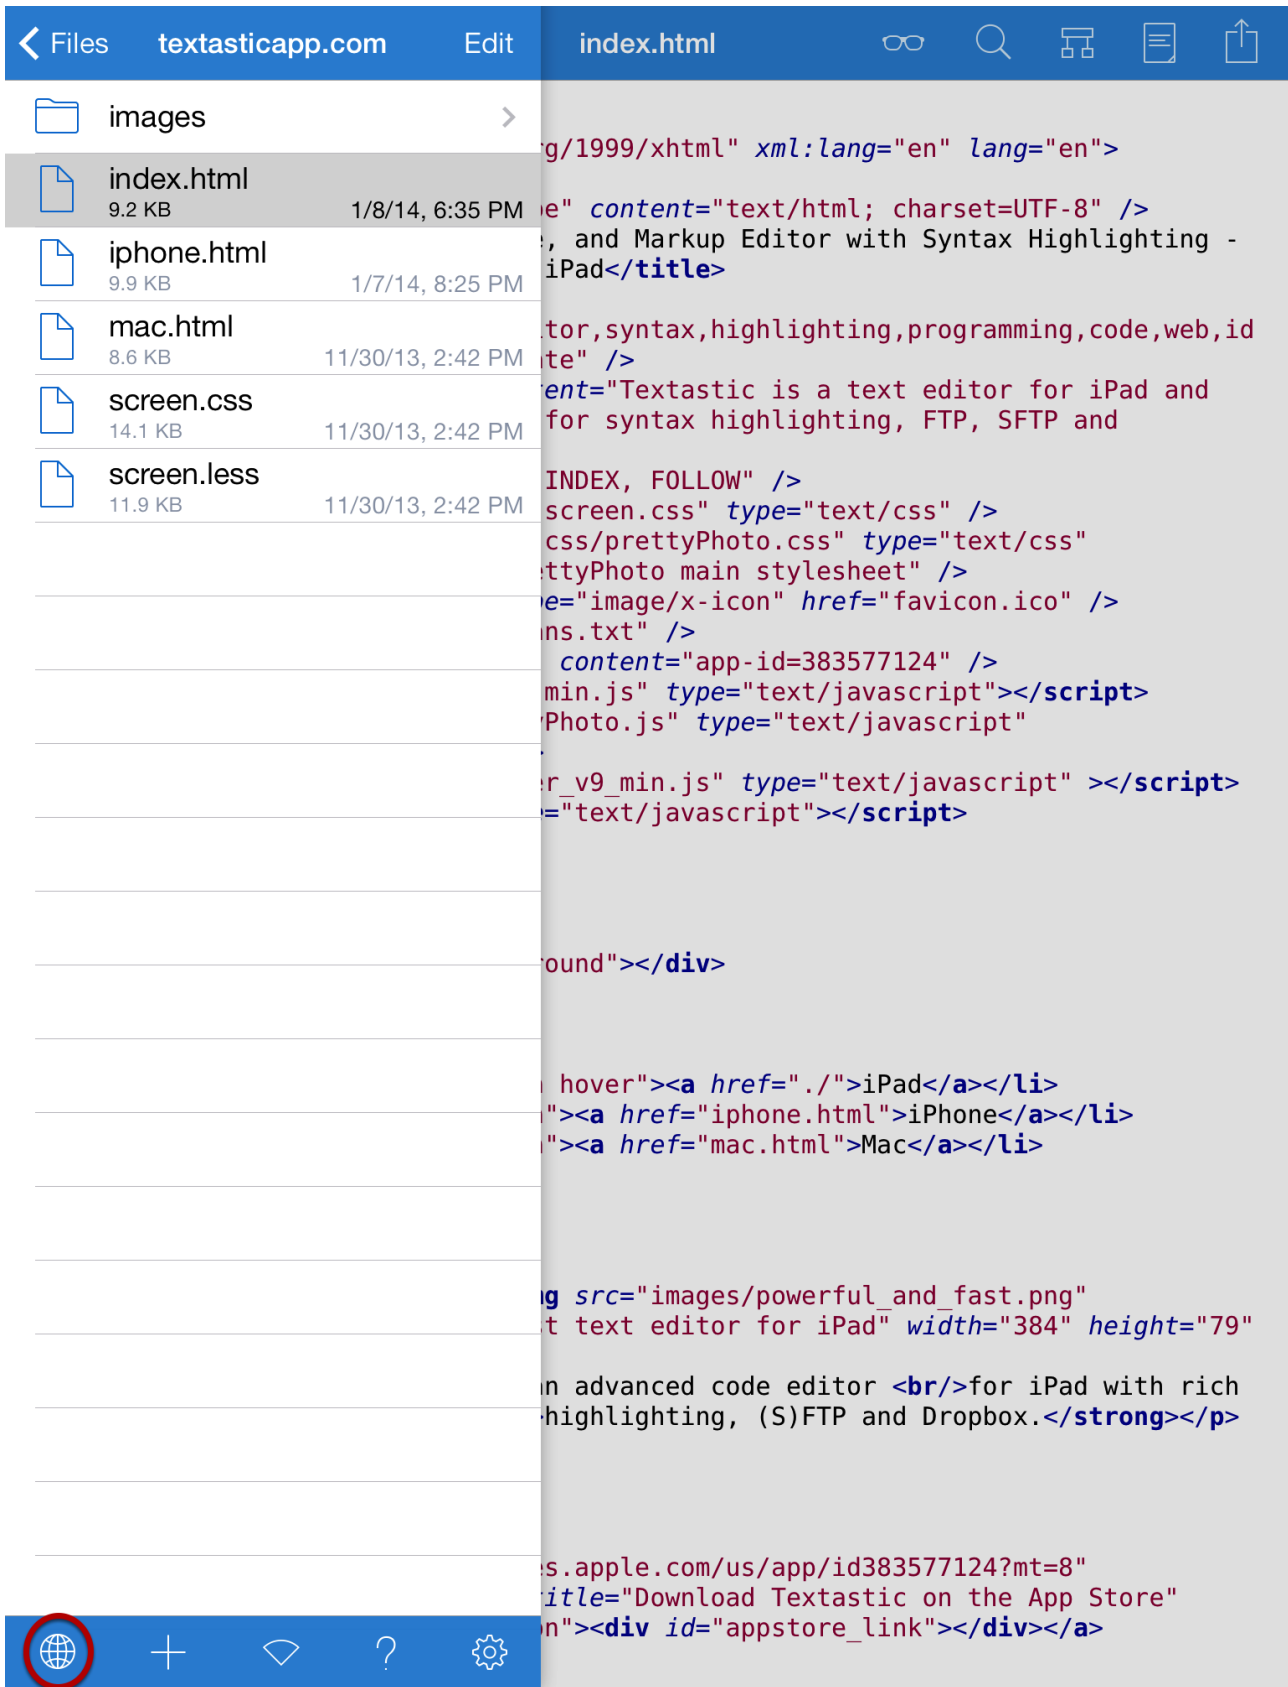 Files textasticapp.com Edit
images
index.html
9.2 KB 1/8/14, 6:35 PM
iphone.html
9.9 KB 1/7/14, 8:25 PM
mac.html
8.6 KB 11/30/13, 2:42 PM
screen.css
14.1 KB 11/30/13, 2:42 PM
screen.less
11.9 KB 11/30/13, 2:42 PM
?
index.html
g/1999/xhtml" xml:lang="en" lang="en">
e" content="text/html; charset=UTF-8" />
, and Markup Editor with Syntax Highlighting -
iPad</title>
tor,syntax,highlighting,programming,code,web,id
te" />
ent="Textastic is a text editor for iPad and
for syntax highlighting, FTP, SFTP and
INDEX, FOLLOW" />
screen.css" type="text/css" />
css/prettyPhoto.css" type="text/css"
ttyPhoto main stylesheet" />
e="image/x-icon" href="favicon.ico" />
ns.txt" />
content="app-id=383577124" />
min.js" type="text/javascript"></script>
Photo.js" type="text/javascript"
>
r_v9_min.js" type="text/javascript" ></script>
="text/javascript"></script>
ound"></div>
hover"><a href="./">iPad</a></li>
"><a href="iphone.html">iPhone</a></li>
"><a href="mac.html">Mac</a></li>
g src="images/powerful_and_fast.png"
t text editor for iPad" width="384" height="79"
n advanced code editor <br/>for iPad with rich
>highlighting, (S)FTP and Dropbox.</strong></p>
s.apple.com/us/app/id383577124?mt=8"
itle="Download Textastic on the App Store"
n"><div id="appstore_link"></div></a>